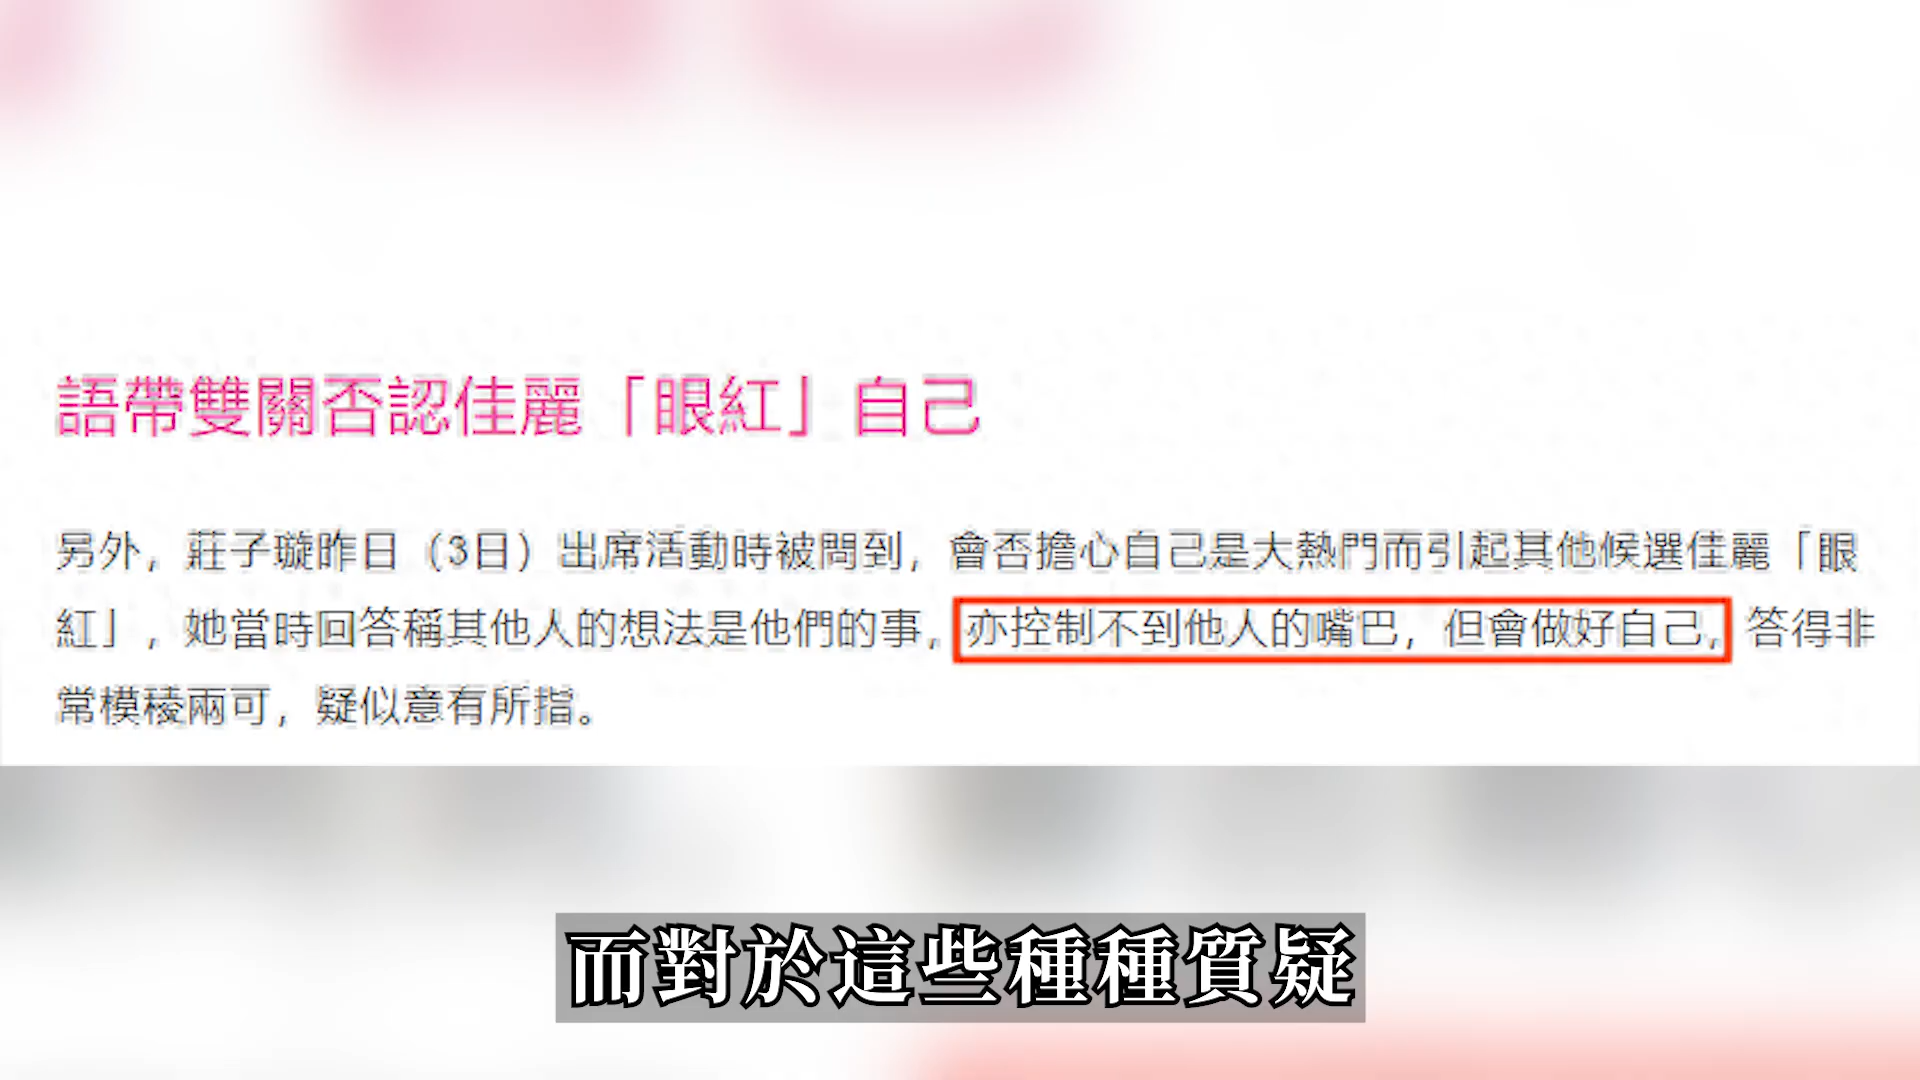 語帶雙關否認佳麗「眼紅」自己
另外，莊子璇昨日（3日）出席活動時被問到，會否擔心自己是大熱門而引起其他候選佳麗「眼
紅」，她當時回答稱其他人的想法是他們的事，亦控制不到他人的嘴巴，但會做好自己，答得非
常模稜兩可，疑似意有所指。
而對於這些種種質疑